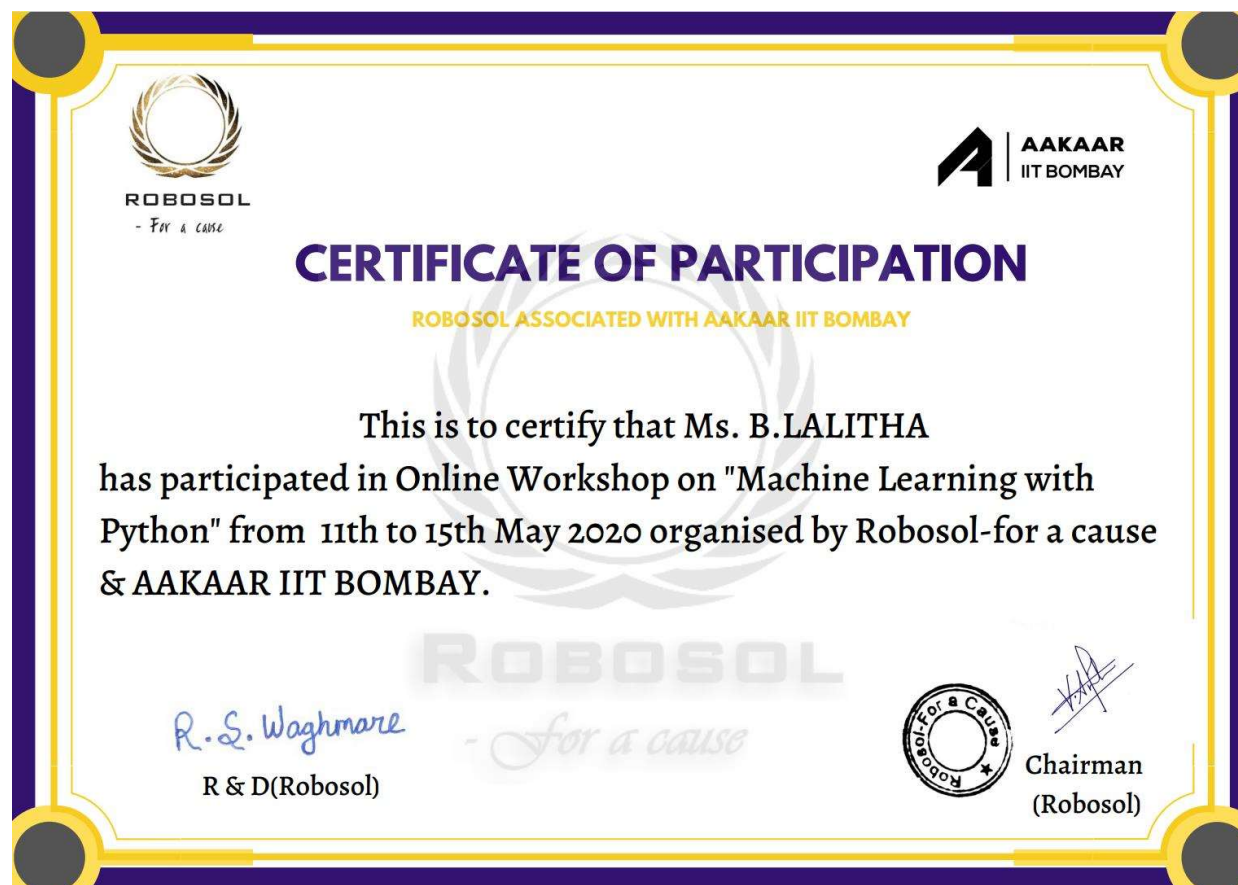 ROBOSOL
- For a cause
AAKAAR
IIT BOMBAY
CERTIFICATE OF PARTICIPATION
ROBOSOL ASSOCIATED WITH AAKAAR IIT BOMBAY
This is to certify that Ms. B.LALITHA
has participated in Online Workshop on "Machine Learning with
Python" from 11th to 15th May 2020 organised by Robosol-for a cause
& AAKAAR IIT BOMBAY.
ROBOSOL
- for a cause
R. S. Waghmare
R & D(Robosol)
Robosol-For a Cause
Chairman
(Robosol)